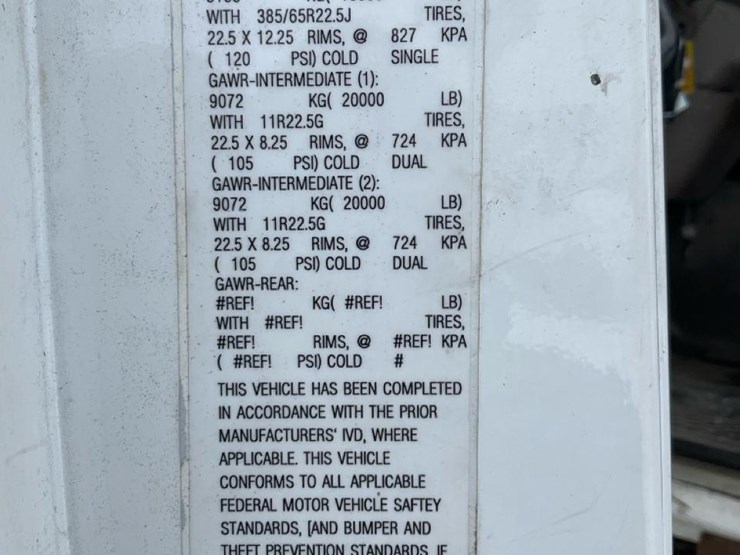 WITH 385/65R22.5J TIRES,
22.5 X 12.25 RIMS, @ 827 KPA
( 120 PSI) COLD SINGLE
GAWR-INTERMEDIATE (1):
9072 KG( 20000 LB)
WITH 11R22.5G TIRES,
22.5 X 8.25 RIMS, @ 724 KPA
( 105 PSI) COLD DUAL
GAWR-INTERMEDIATE (2):
9072 KG( 20000 LB)
WITH 11R22.5G TIRES,
22.5 X 8.25 RIMS, @ 724 KPA
( 105 PSI) COLD DUAL
GAWR-REAR:
#REF! KG( #REF! LB)
WITH #REF! TIRES,
#REF! RIMS, @ #REF! KPA
( #REF! PSI) COLD #
THIS VEHICLE HAS BEEN COMPLETED
IN ACCORDANCE WITH THE PRIOR
MANUFACTURERS' IVD, WHERE
APPLICABLE. THIS VEHICLE
CONFORMS TO ALL APPLICABLE
FEDERAL MOTOR VEHICLE SAFTEY
STANDARDS, [AND BUMPER AND
THEFT PREVENTION STANDARDS, IF